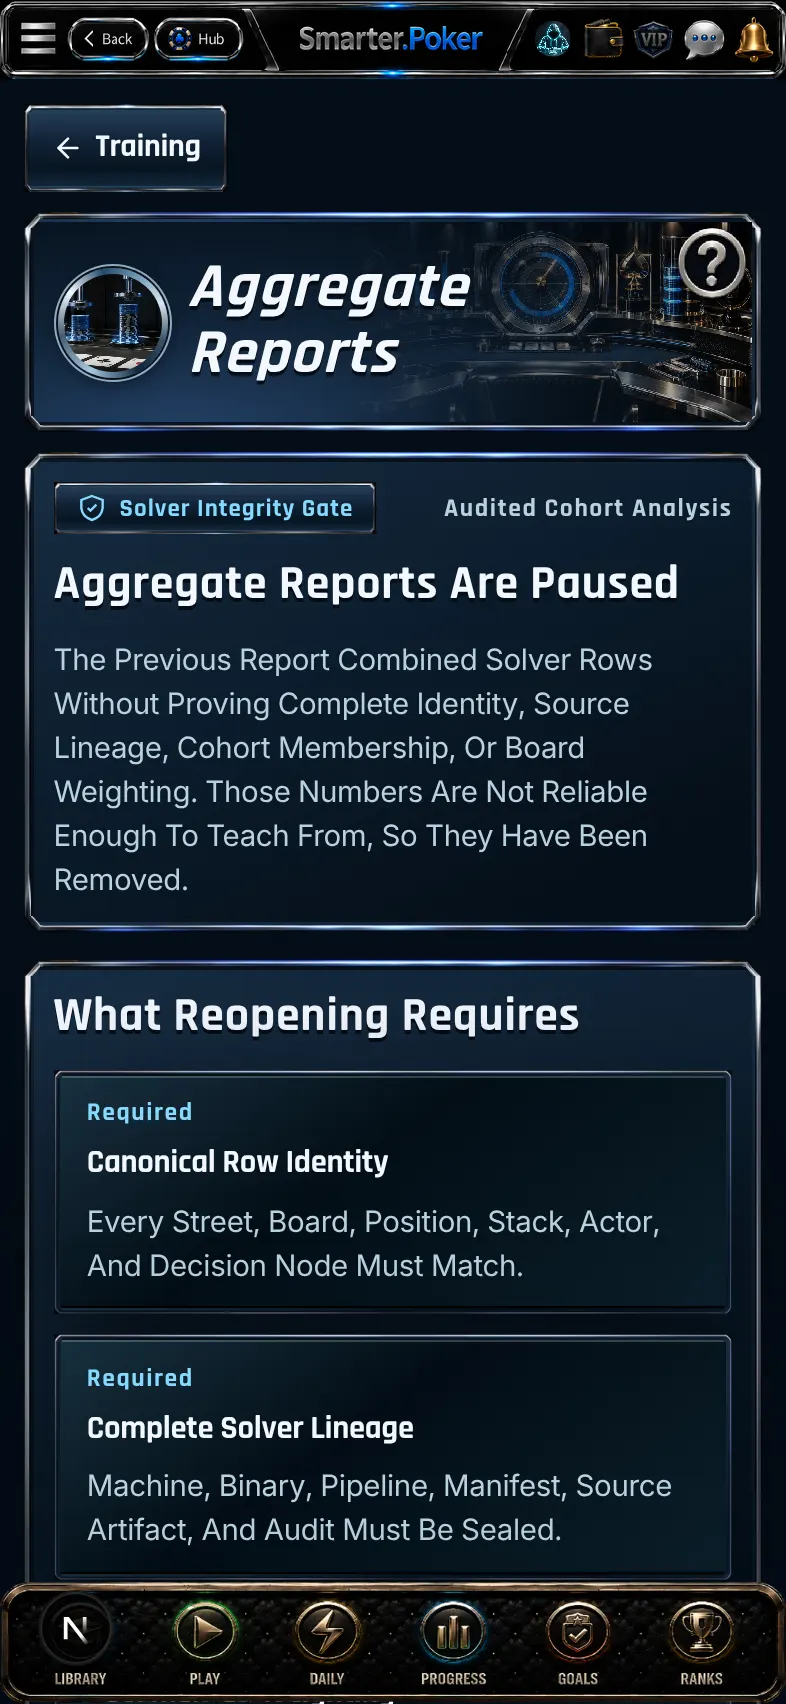 Back
Hub
Smarter.Poker
VIP
Training
?
Aggregate
Reports
Solver Integrity Gate
Audited Cohort Analysis
Aggregate Reports Are Paused
The Previous Report Combined Solver Rows
Without Proving Complete Identity, Source
Lineage, Cohort Membership, Or Board
Weighting. Those Numbers Are Not Reliable
Enough To Teach From, So They Have Been
Removed.
What Reopening Requires
Required
Canonical Row Identity
Every Street, Board, Position, Stack, Actor,
And Decision Node Must Match.
Required
Complete Solver Lineage
Machine, Binary, Pipeline, Manifest, Source
Artifact, And Audit Must Be Sealed.
N
LIBRARY
PLAY
DAILY
PROGRESS
GOALS
RANKS